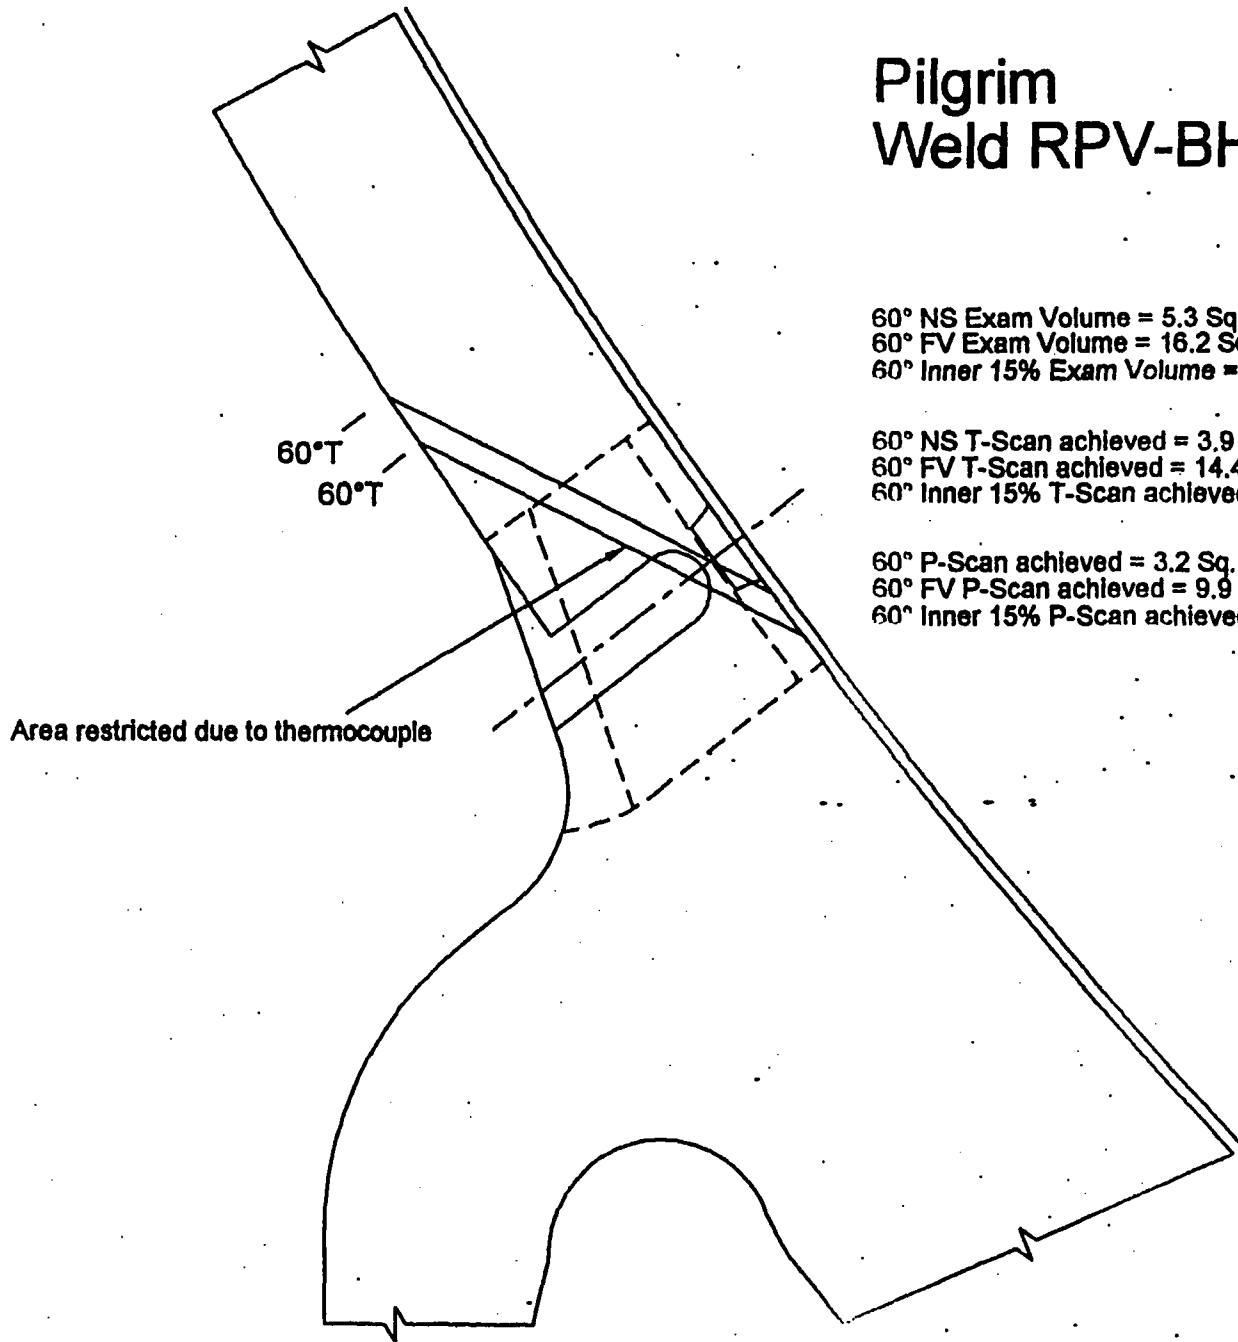 Pilgrim
Weld RPV-BH
60° NS Exam Volume = 5.3 Sq
60° FV Exam Volume = 16.2 S
60° Inner 15% Exam Volume =
60°T
60°T
60° NS T-Scan achieved = 3.9
60° FV T-Scan achieved = 14.4
60° Inner 15% T-Scan achieved
60° P-Scan achieved = 3.2 Sq.
60° FV P-Scan achieved = 9.9
60° Inner 15% P-Scan achieved
Area restricted due to thermocouple